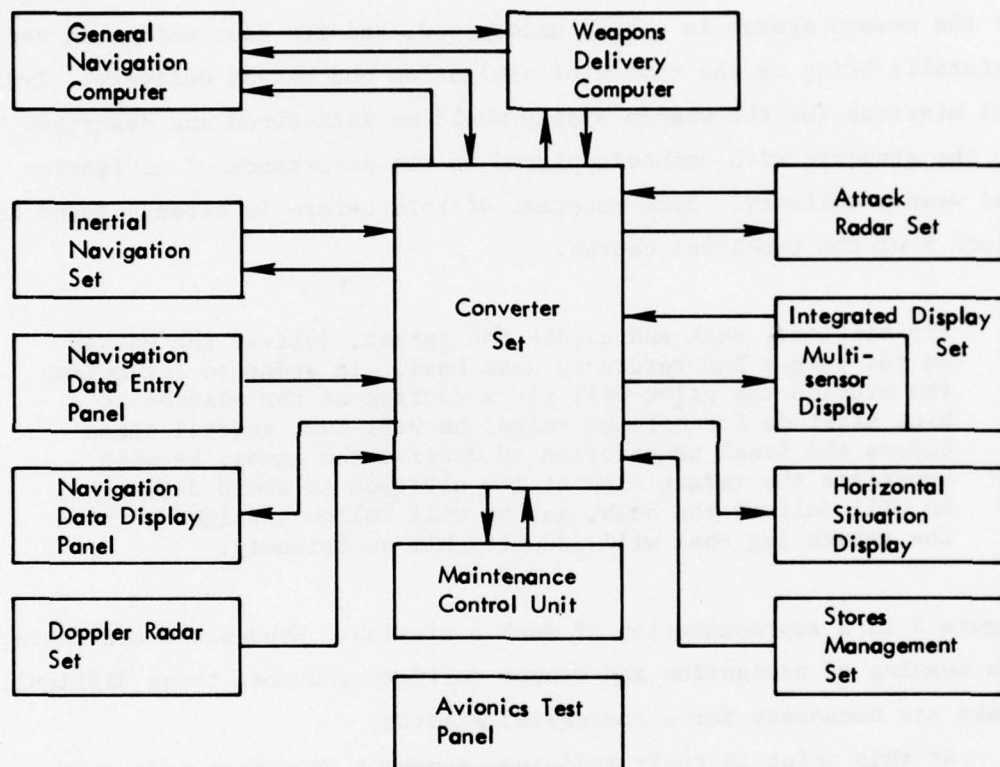 General
Navigation
Computer
Weapons
Delivery
Computer
Inertial
Navigation
Set
Attack
Radar Set
Converter
Set
Integrated Display
Set
Multi-
sensor
Display
Navigation
Data Entry
Panel
Navigation
Data Display
Panel
Horizontal
Situation
Display
Maintenance
Control Unit
Doppler Radar
Set
Stores
Management
Set
Avionics Test
Panel